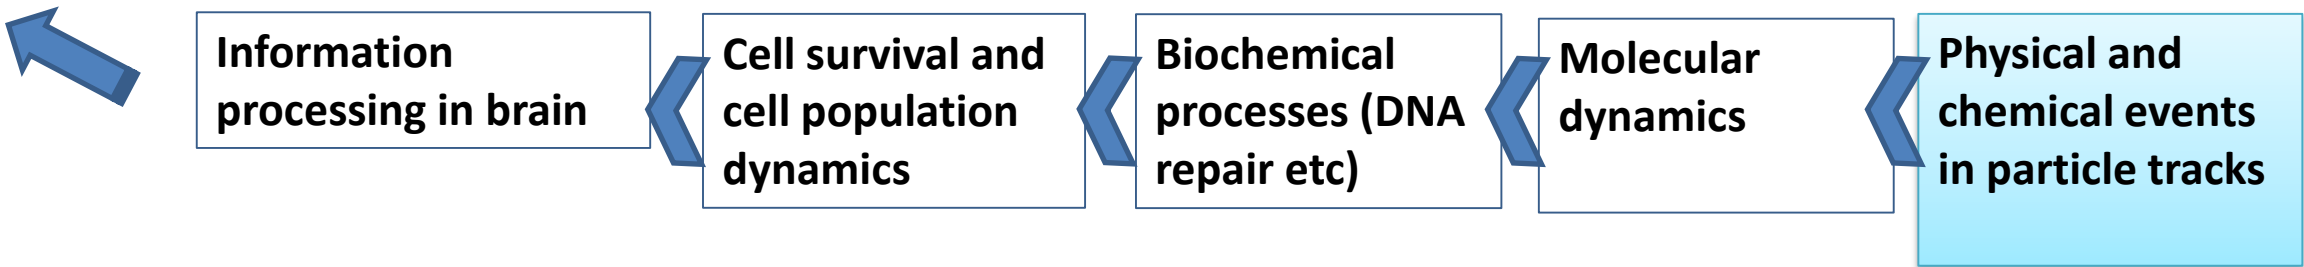 Information
processing in brain
Cell survival and
cell population
dynamics
Biochemical
processes (DNA
repair etc)
Molecular
dynamics
Physical and
chemical events
in particle tracks